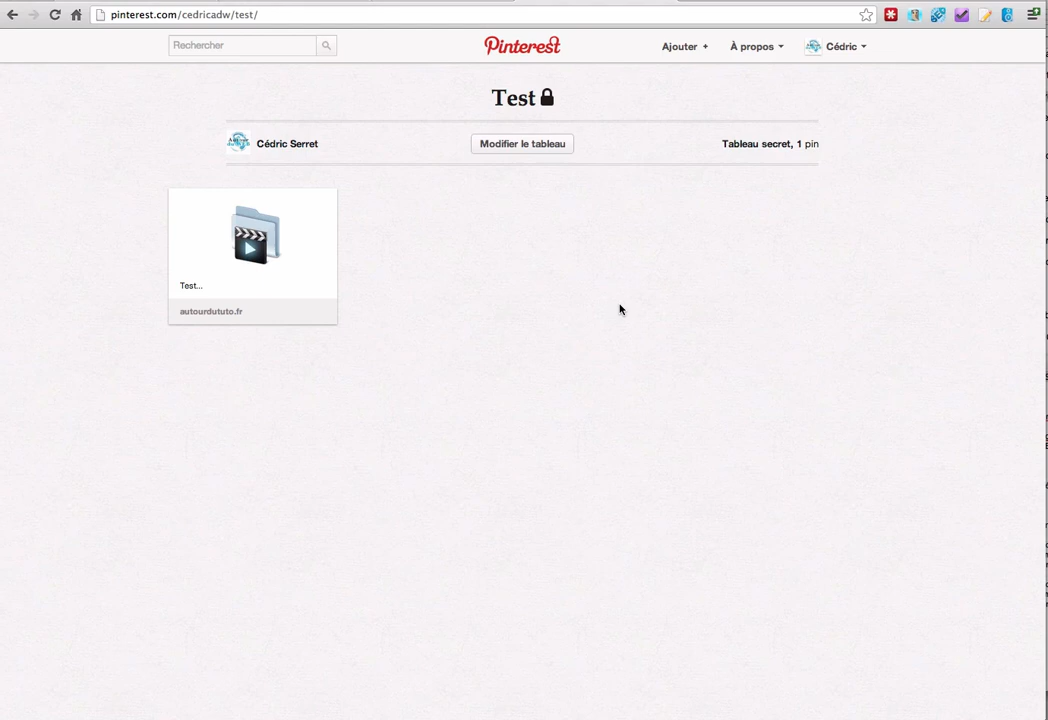 pinterest.com/cedricadw/test/
Rechercher
Pinterest
Ajouter +
À propos
Cédric
Test
Cédric Serret
Modifier le tableau
Tableau secret, 1 pin
Test...
autourdututo.fr